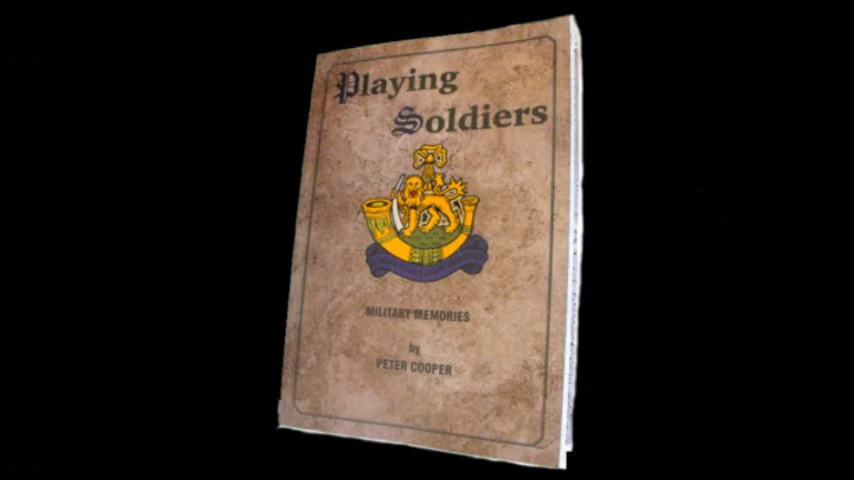 Playing
Soldiers
MILITARY MEMORIES
by
PETER COOPER